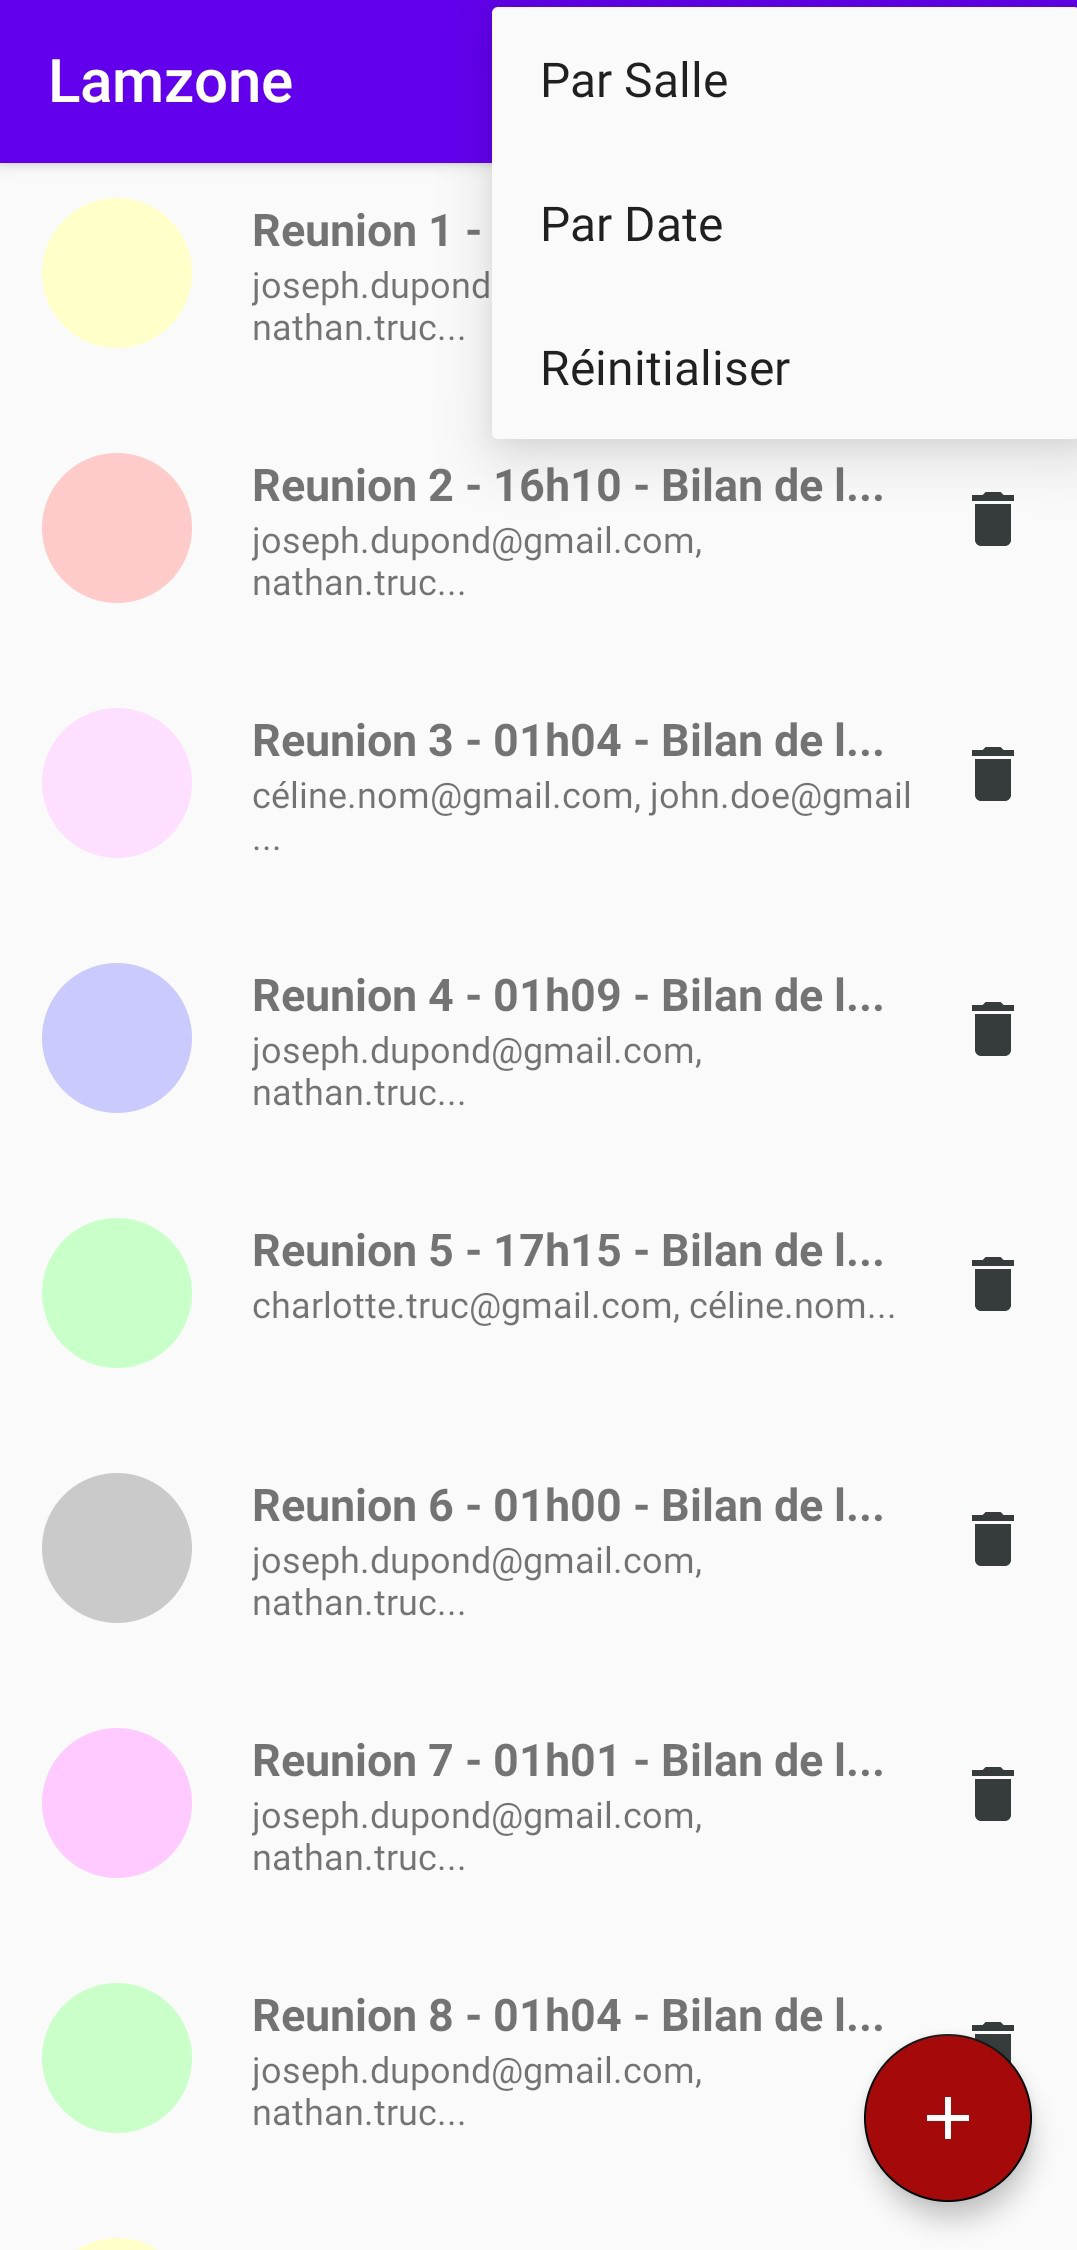 Lamzone
Par Salle
Par Date
Réinitialiser
Reunion 1 -
joseph.dupond
nathan.truc...
Reunion 2 - 16h10 - Bilan de l...
joseph.dupond@gmail.com,
nathan.truc...
Reunion 3 - 01h04 - Bilan de l...
céline.nom@gmail.com, john.doe@gmail
...
Reunion 4 - 01h09 - Bilan de l...
joseph.dupond@gmail.com,
nathan.truc...
Reunion 5 - 17h15 - Bilan de l...
charlotte.truc@gmail.com, céline.nom...
Reunion 6 - 01h00 - Bilan de l...
joseph.dupond@gmail.com,
nathan.truc...
Reunion 7 - 01h01 - Bilan de l...
joseph.dupond@gmail.com,
nathan.truc...
Reunion 8 - 01h04 - Bilan de l...
joseph.dupond@gmail.com,
nathan.truc...